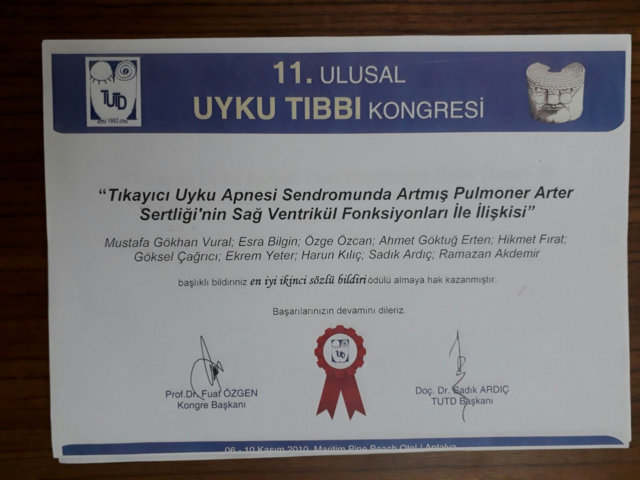 11. ULUSAL
UYKU TIBBI KONGRESİ
TUTD
“Tıkayıcı Uyku Apnesi Sendromunda Artmış Pulmoner Arter
Sertliği'nin Sağ Ventrikül Fonksiyonları İle İlişkisi”
Mustafa Gökhan Vural; Esra Bilgin; Özge Özcan; Ahmet Göktuğ Erten; Hikmet Fırat;
Göksel Çağrıcı; Ekrem Yeter; Harun Kılıç; Sadık Ardıç; Ramazan Akdemir
başlıklı bildiriniz en iyi ikinci sözlü bildiri ödülü almaya hak kazanmıştır.
Başarılarınızın devamını dileriz.
TUTD
Prof.Dr. Fuat ÖZGEN
Kongre Başkanı
Doç. Dr. Sadık ARDIÇ
TUTD Başkanı
06 - 10 Kasım 2010, Maritim Pine Beach Otel / Antalya